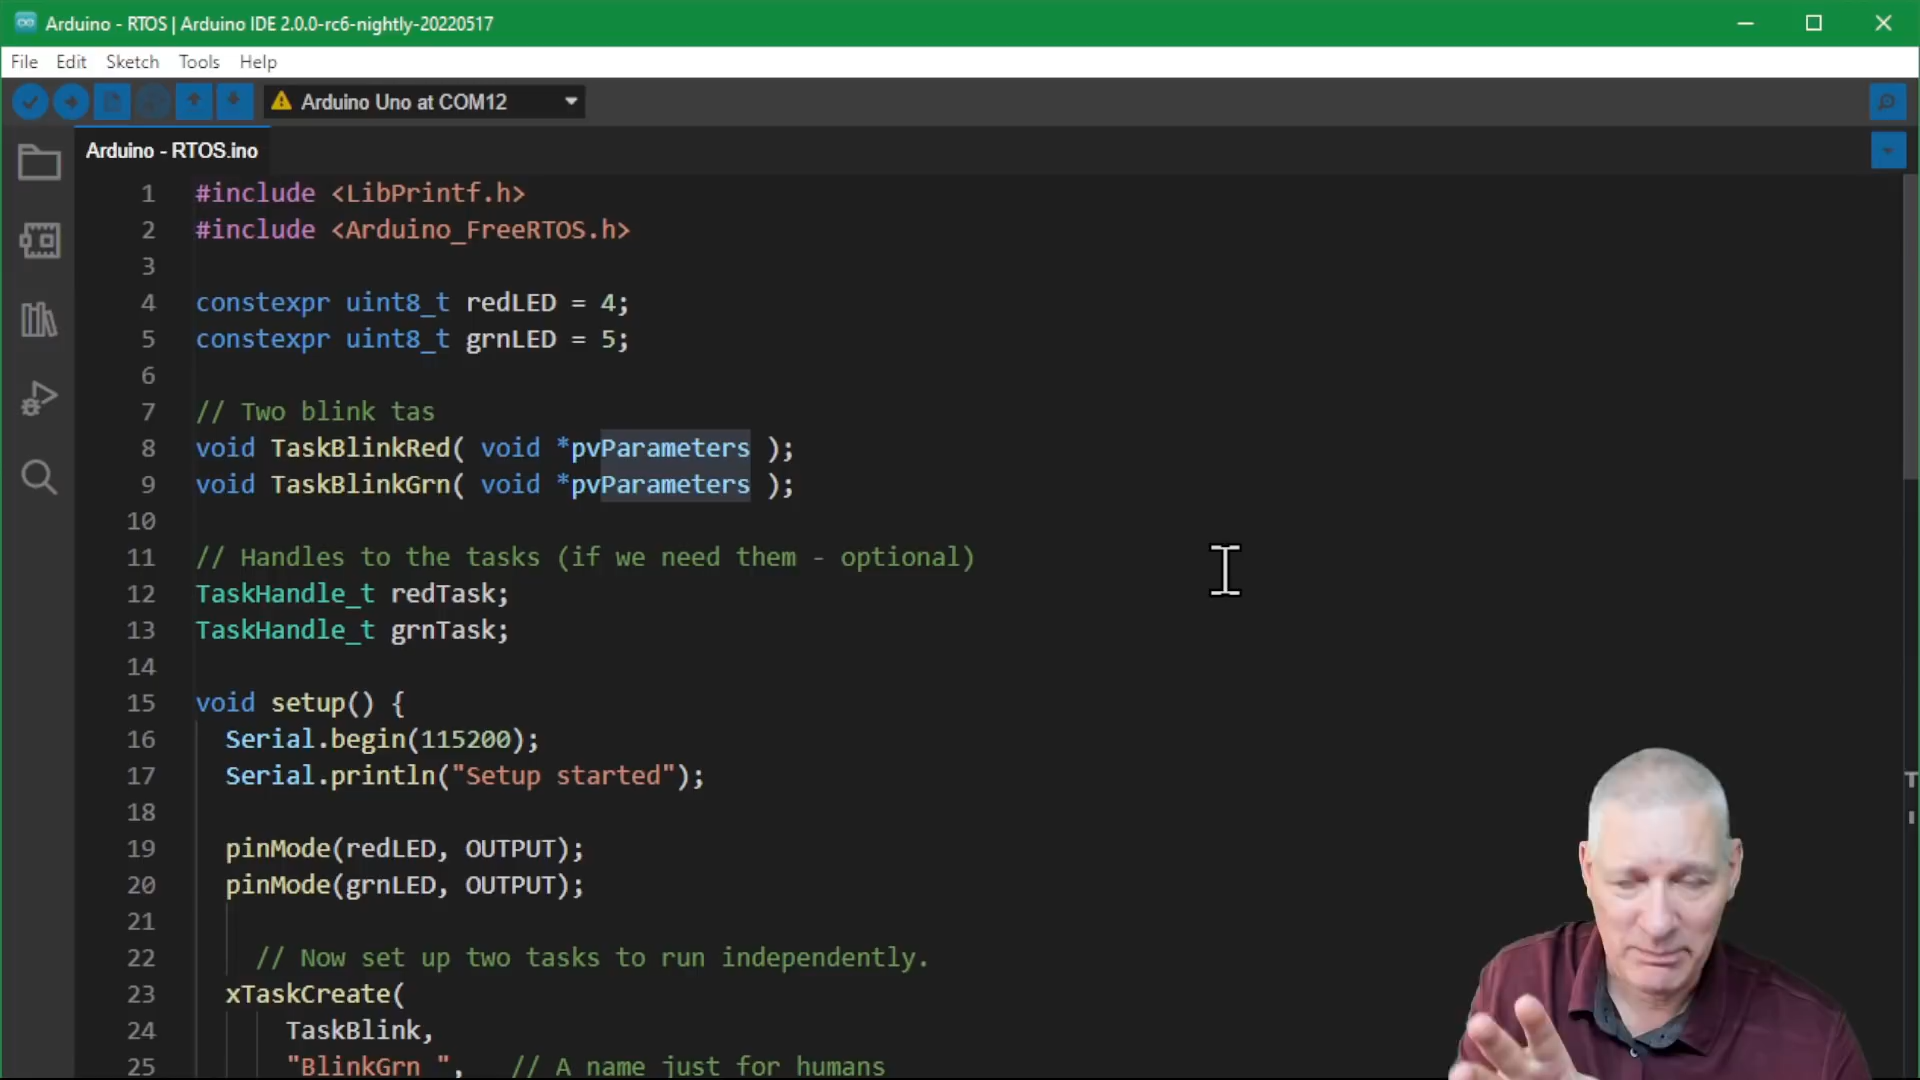 Arduino - RTOS | Arduino IDE 2.0.0-rc6-nightly-20220517
File Edit Sketch Tools Help
Arduino Uno at COM12
Arduino - RTOS.ino
1 #include <LibPrintf.h>
2 #include <Arduino_FreeRTOS.h>
3
4 constexpr uint8_t redLED = 4;
5 constexpr uint8_t grnLED = 5;
6
7 // Two blink tas
8 void TaskBlinkRed( void *pvParameters );
9 void TaskBlinkGrn( void *pvParameters );
10
11 // Handles to the tasks (if we need them - optional)
12 TaskHandle_t redTask;
13 TaskHandle_t grnTask;
14
15 void setup() {
16 Serial.begin(115200);
17 Serial.println("Setup started");
18
19 pinMode(redLED, OUTPUT);
20 pinMode(grnLED, OUTPUT);
21
22 // Now set up two tasks to run independently.
23 xTaskCreate(
24 TaskBlink,
25 "BlinkGrn ", // A name just for humans